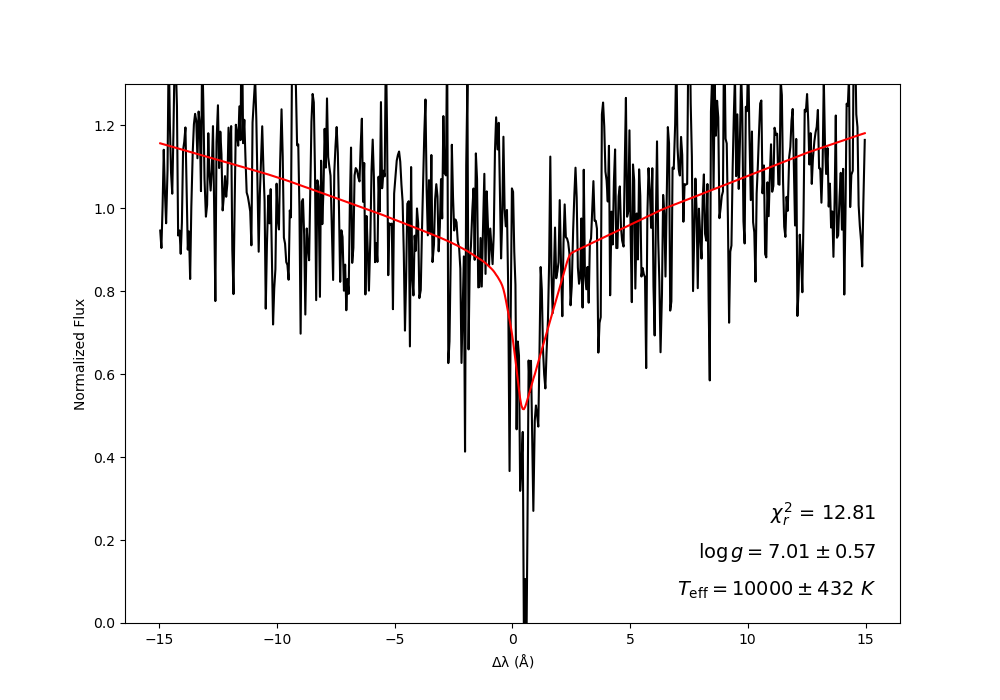 1.2
1.0
0.8
0.6
0.4
0.2
0.0
Normalized Flux
χ²ᵣ = 12.81
log g = 7.01 ± 0.57
T_eff = 10000 ± 432 K
−15
−10
−5
0
5
10
15
Δλ (Å)